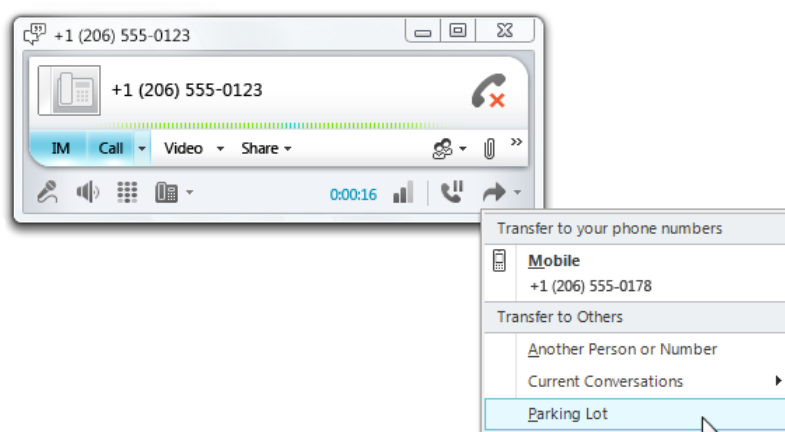 +1 (206) 555-0123
+1 (206) 555-0123
IM Call Video Share
0:00:16
Transfer to your phone numbers
Mobile
+1 (206) 555-0178
Transfer to Others
Another Person or Number
Current Conversations
Parking Lot